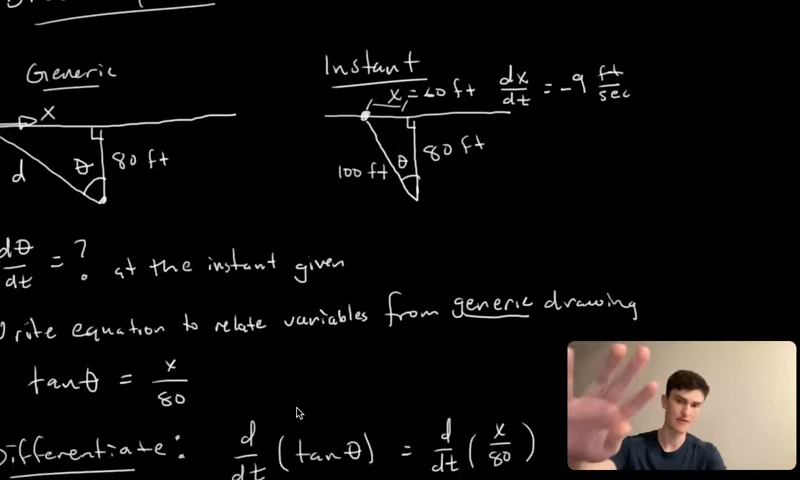 Generic
Instant
x
x = 60 ft
dx/dt = -9 ft/sec
d
θ
80 ft
100 ft
θ
80 ft
dθ/dt = ? at the instant given
rite equation to relate variables from generic drawing
tanθ = x/80
Differentiate: d/dt (tanθ) = d/dt (x/80)